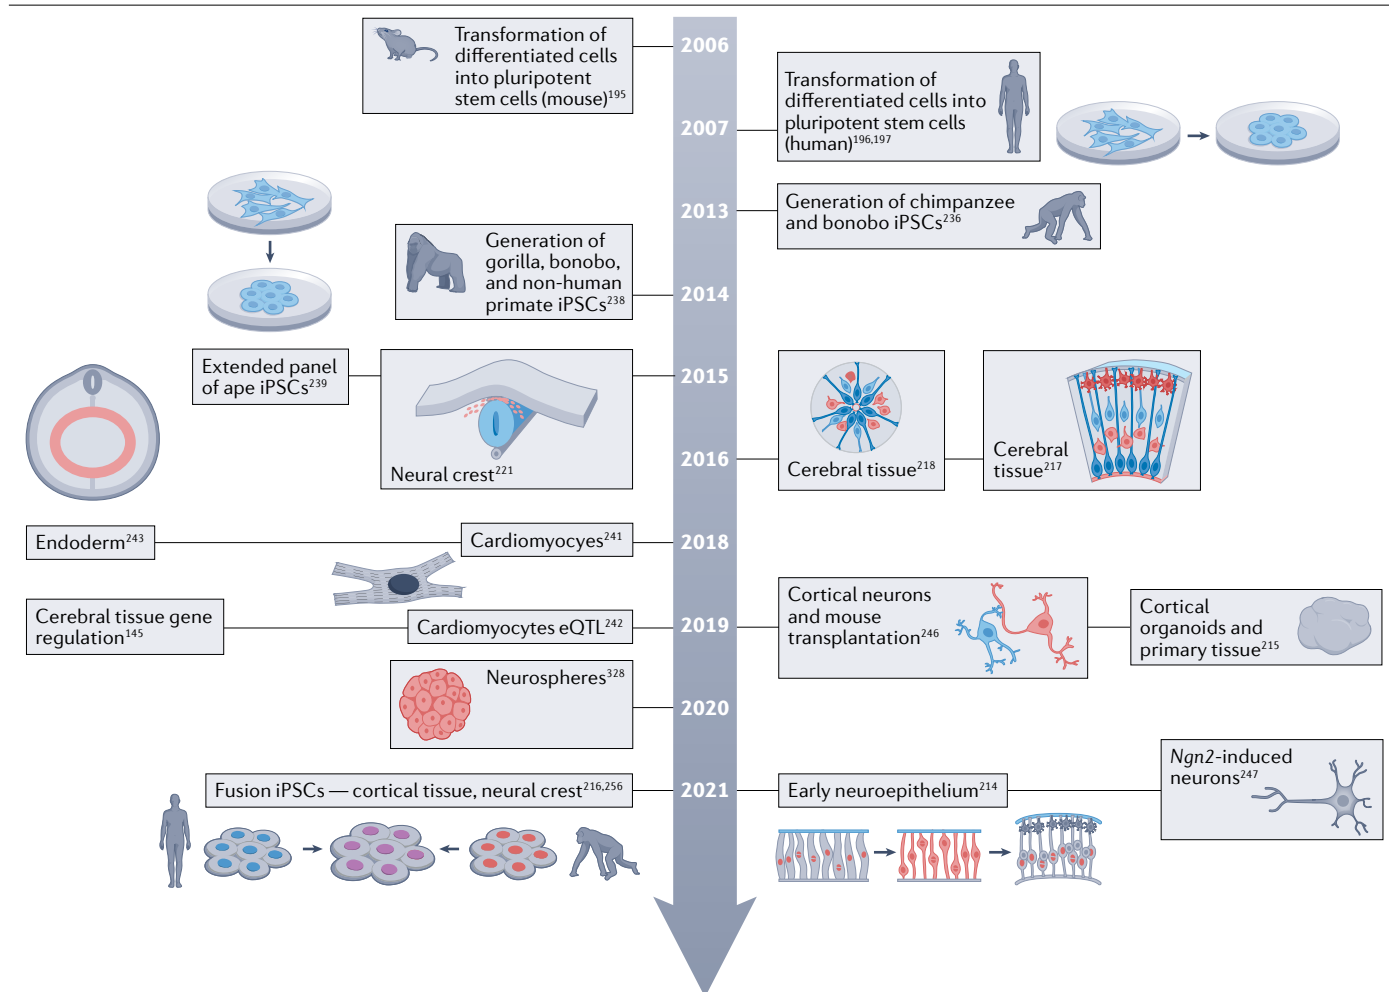 2006
Transformation of
differentiated cells
into pluripotent
stem cells (mouse)195
2007
Transformation of
differentiated cells into
pluripotent stem cells
(human)196,197
2013
Generation of chimpanzee
and bonobo iPSCs236
2014
Generation of
gorilla, bonobo,
and non-human
primate iPSCs238
2015
Extended panel
of ape iPSCs239
Neural crest221
2016
Cerebral tissue218
Cerebral
tissue217
2018
Endoderm243
Cardiomyocyes241
2019
Cerebral tissue gene
regulation145
Cardiomyocytes eQTL242
Cortical neurons
and mouse
transplantation246
Cortical
organoids and
primary tissue215
2020
Neurospheres328
2021
Fusion iPSCs — cortical tissue, neural crest216,256
Early neuroepithelium214
Ngn2-induced
neurons247